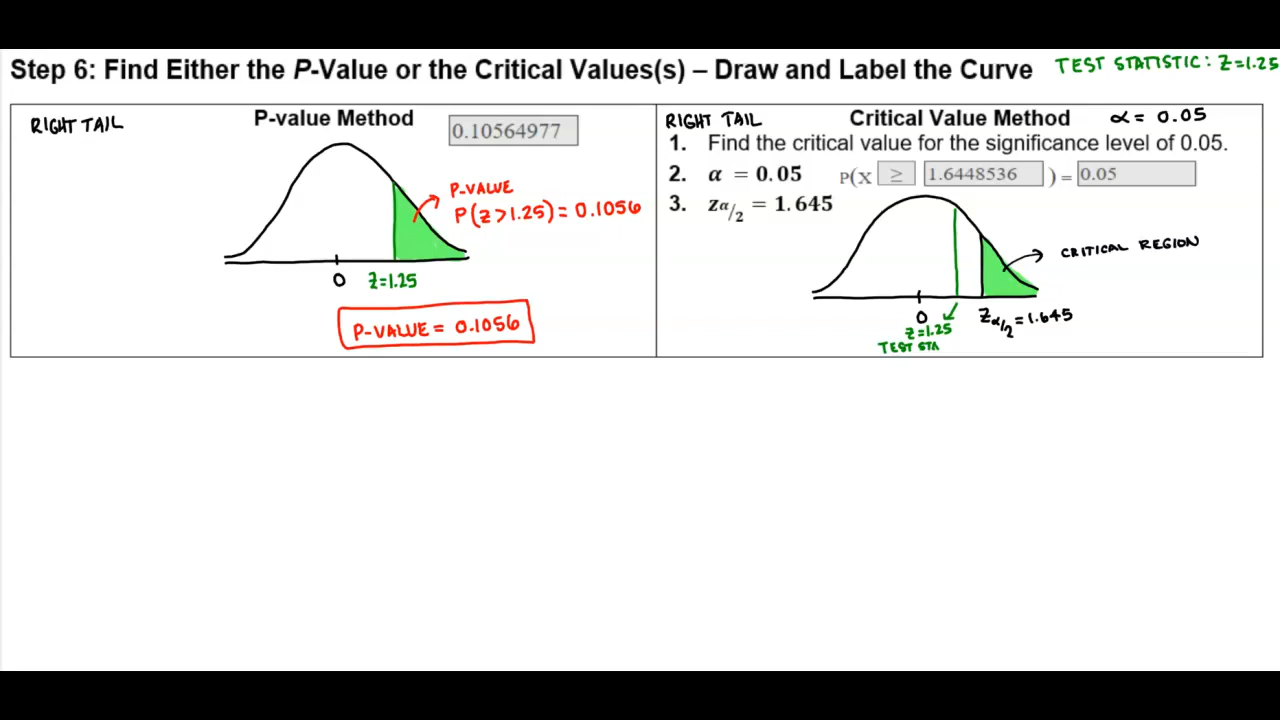 Step 6: Find Either the P-Value or the Critical Values(s) – Draw and Label the Curve
TEST STATISTIC: Z=1.25
RIGHT TAIL
P-value Method
0.10564977
P-VALUE
P(Z>1.25)=0.1056
0
Z=1.25
P-VALUE = 0.1056
RIGHT TAIL
Critical Value Method
α = 0.05
1. Find the critical value for the significance level of 0.05.
2. α = 0.05 P(X ≥ 1.6448536 ) = 0.05
3. zα/2 = 1.645
CRITICAL REGION
0
Zα/2=1.645
Z=1.25
TEST STA